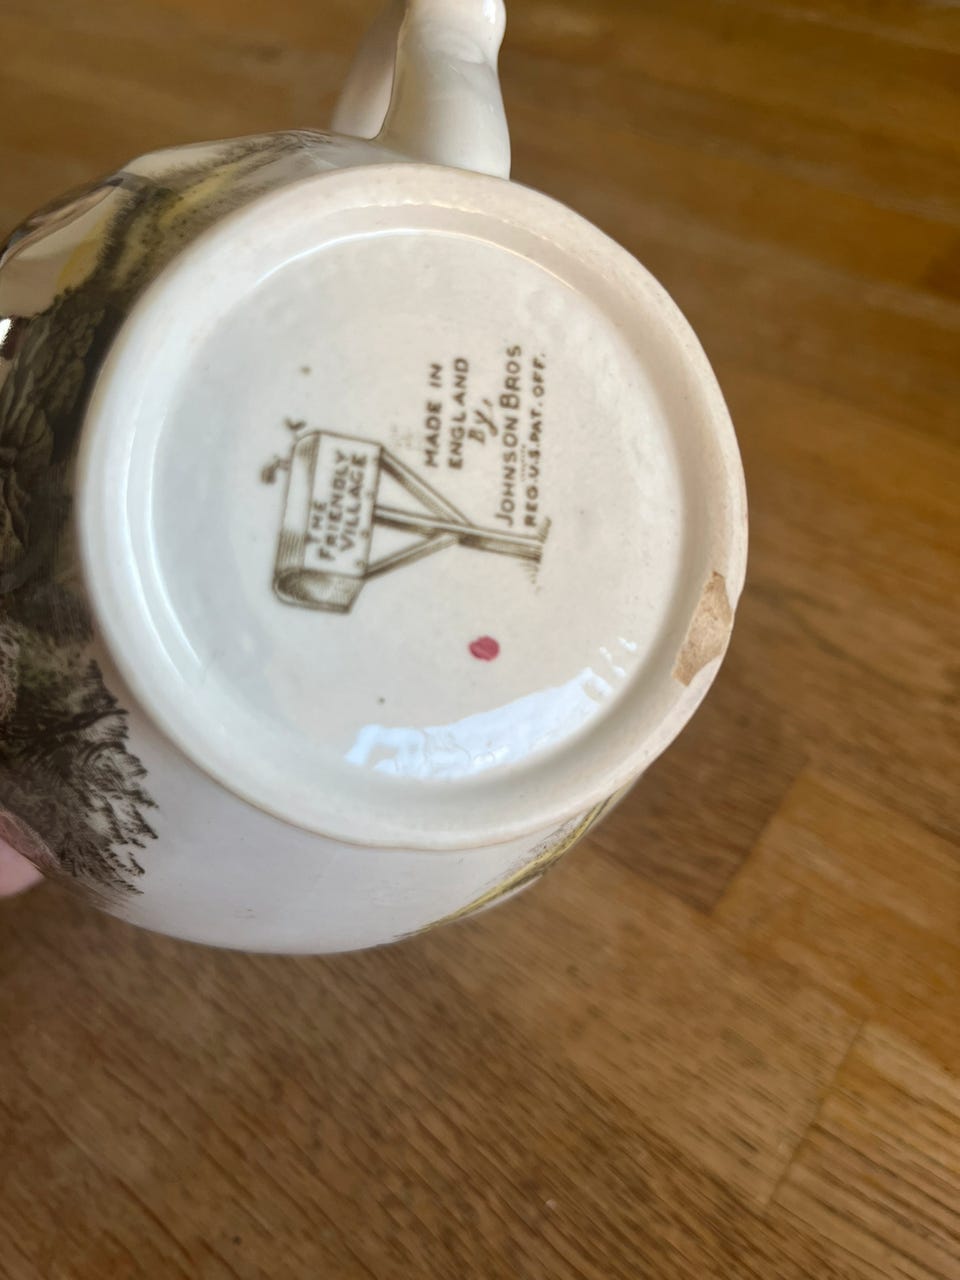 THE
FRIENDLY
VILLAGE
MADE IN
ENGLAND
By,
JOHNSON BROS
REG.U.S.PAT.OFF.